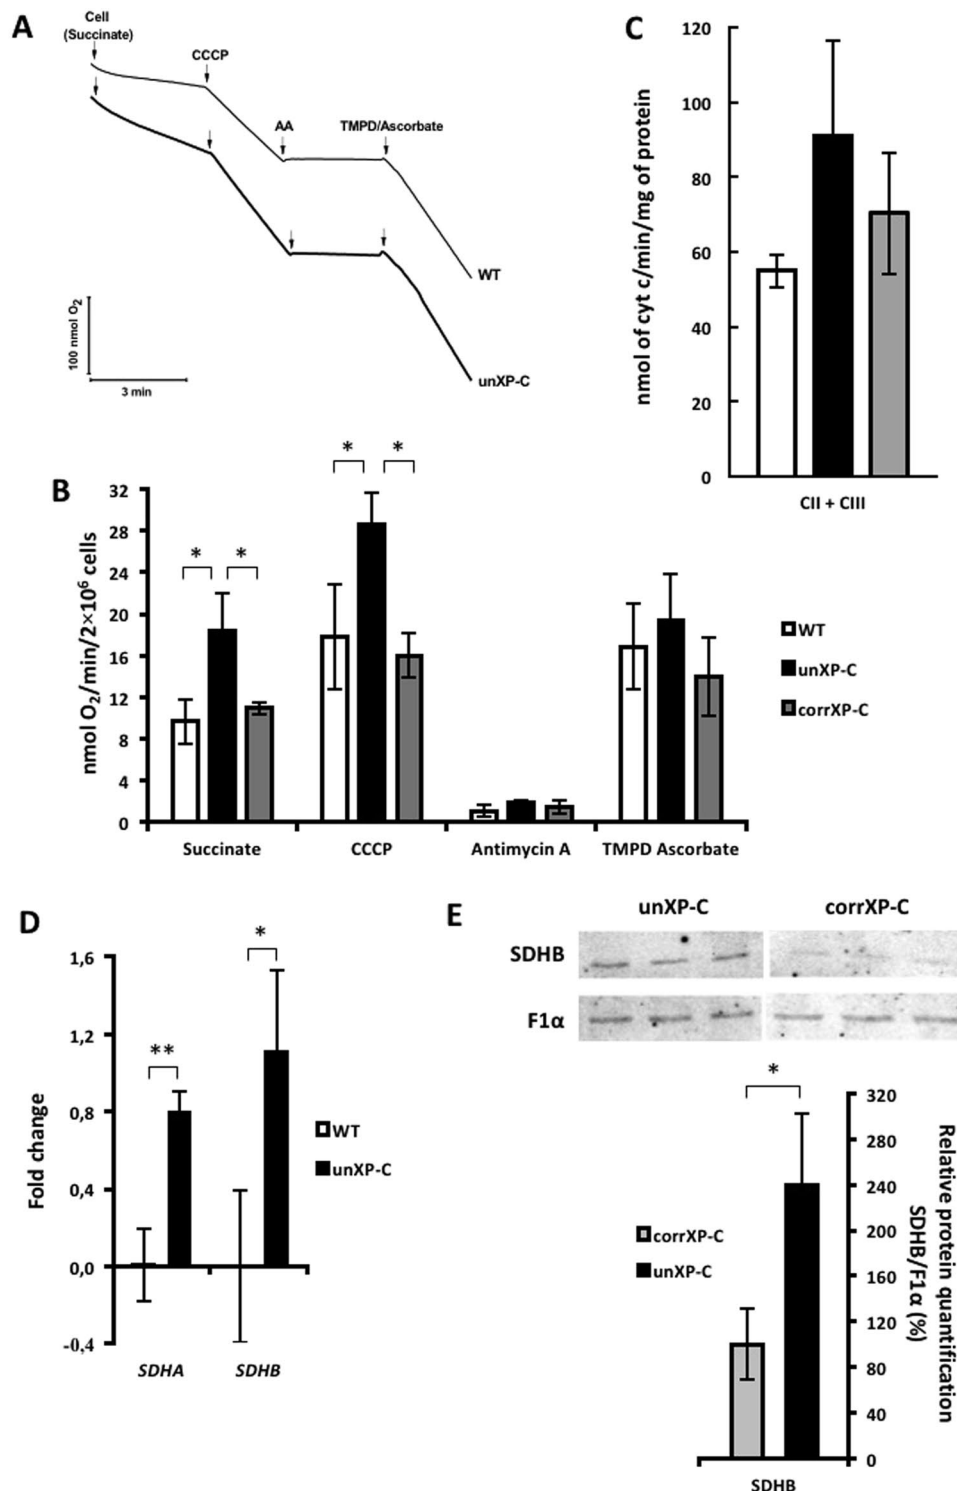 A
Cell
(Succinate)
CCCP
AA
TMPD/Ascorbate
WT
unXP-C
100 nmol O2
3 min
C
nmol of cyt c/min/mg of protein
120
100
80
60
40
20
0
CII + CIII
B
nmol O2/min/2×10⁶ cells
32
28
24
20
16
12
8
4
0
*
*
*
*
Succinate
CCCP
Antimycin A
TMPD Ascorbate
WT
unXP-C
corrXP-C
D
Fold change
1,6
1,2
0,8
0,4
0,0
-0,4
**
*
SDHA
SDHB
WT
unXP-C
E
unXP-C
corrXP-C
SDHB
F1α
*
corrXP-C
unXP-C
320
280
240
200
160
120
80
40
0
Relative protein quantification
SDHB/F1α (%)
SDHB